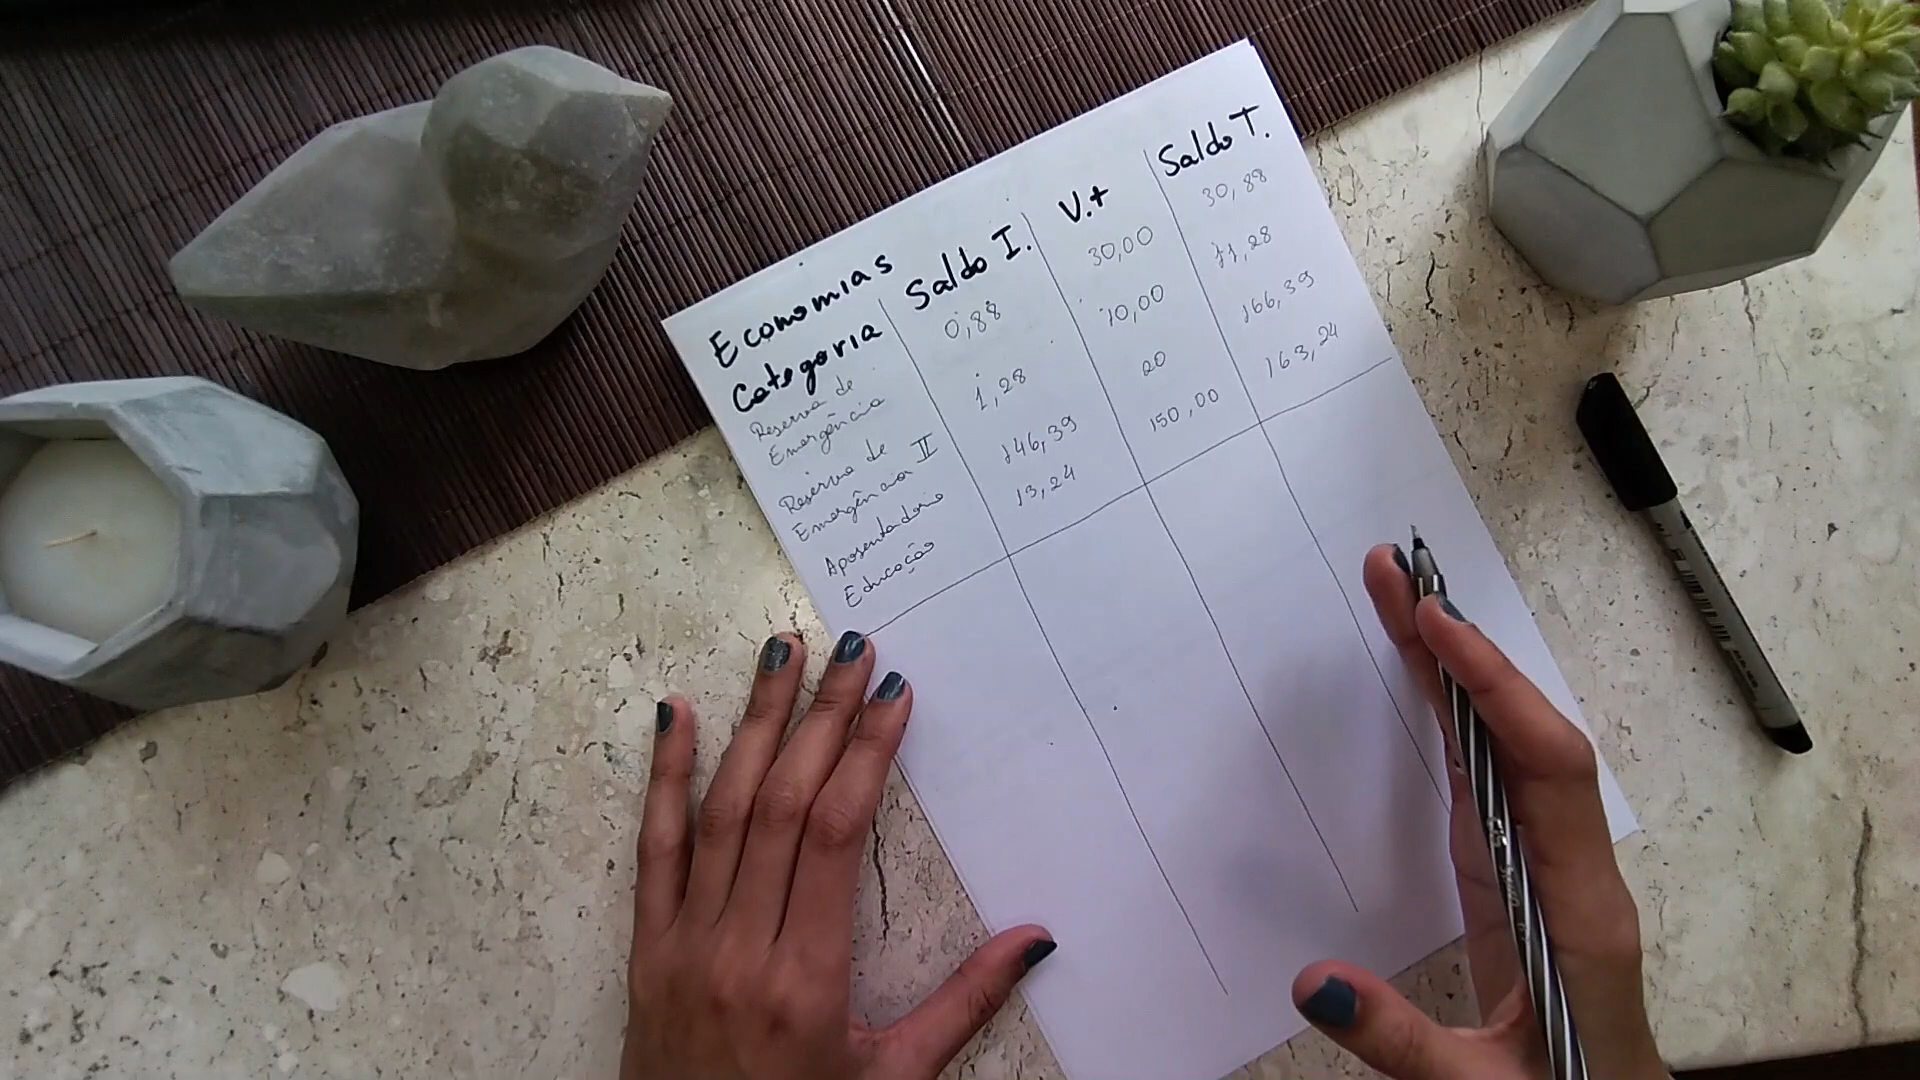 Economias
Categoria Saldo I. V.+ Saldo T.
Reserva de
Emergência 0,88 30,00 30,88
Reserva de
Emergência II 1,28 10,00 11,28
Aposentadoria 146,39 20 166,39
Educação 13,24 150,00 163,24